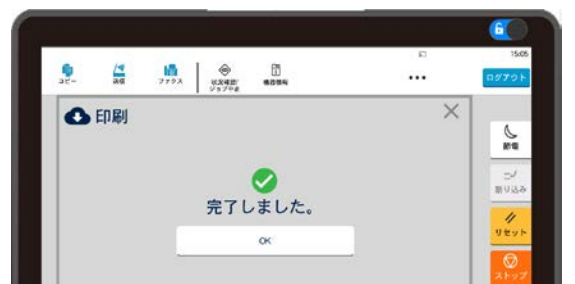 15:05
コピー
送信
ファクス
状況確認/
ジョブ中止
機器情報
ログアウト
印刷
節電
割り込み
完了しました。
リセット
OK
ストップ